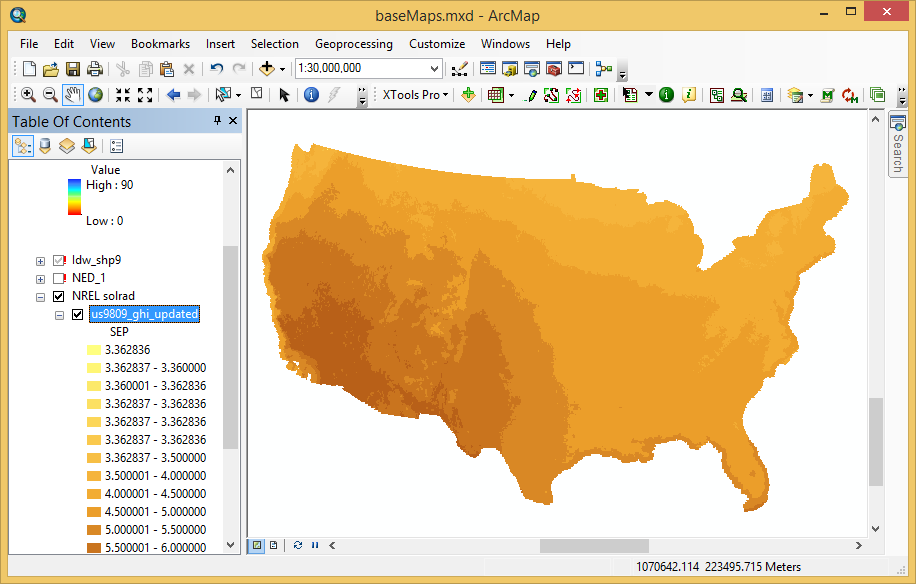 baseMaps.mxd - ArcMap
File Edit View Bookmarks Insert Selection Geoprocessing Customize Windows Help
1:30,000,000
XTools Pro
Table Of Contents
Search
Value
High : 90
Low : 0
ldw_shp9
NED_1
NREL solrad
us9809_ghi_updated
SEP
3.362836
3.362837 - 3.360000
3.360001 - 3.362836
3.362837 - 3.362836
3.362837 - 3.362836
3.362837 - 3.362836
3.362837 - 3.500000
3.500001 - 4.000000
4.000001 - 4.500000
4.500001 - 5.000000
5.000001 - 5.500000
5.500001 - 6.000000
1070642.114 223495.715 Meters